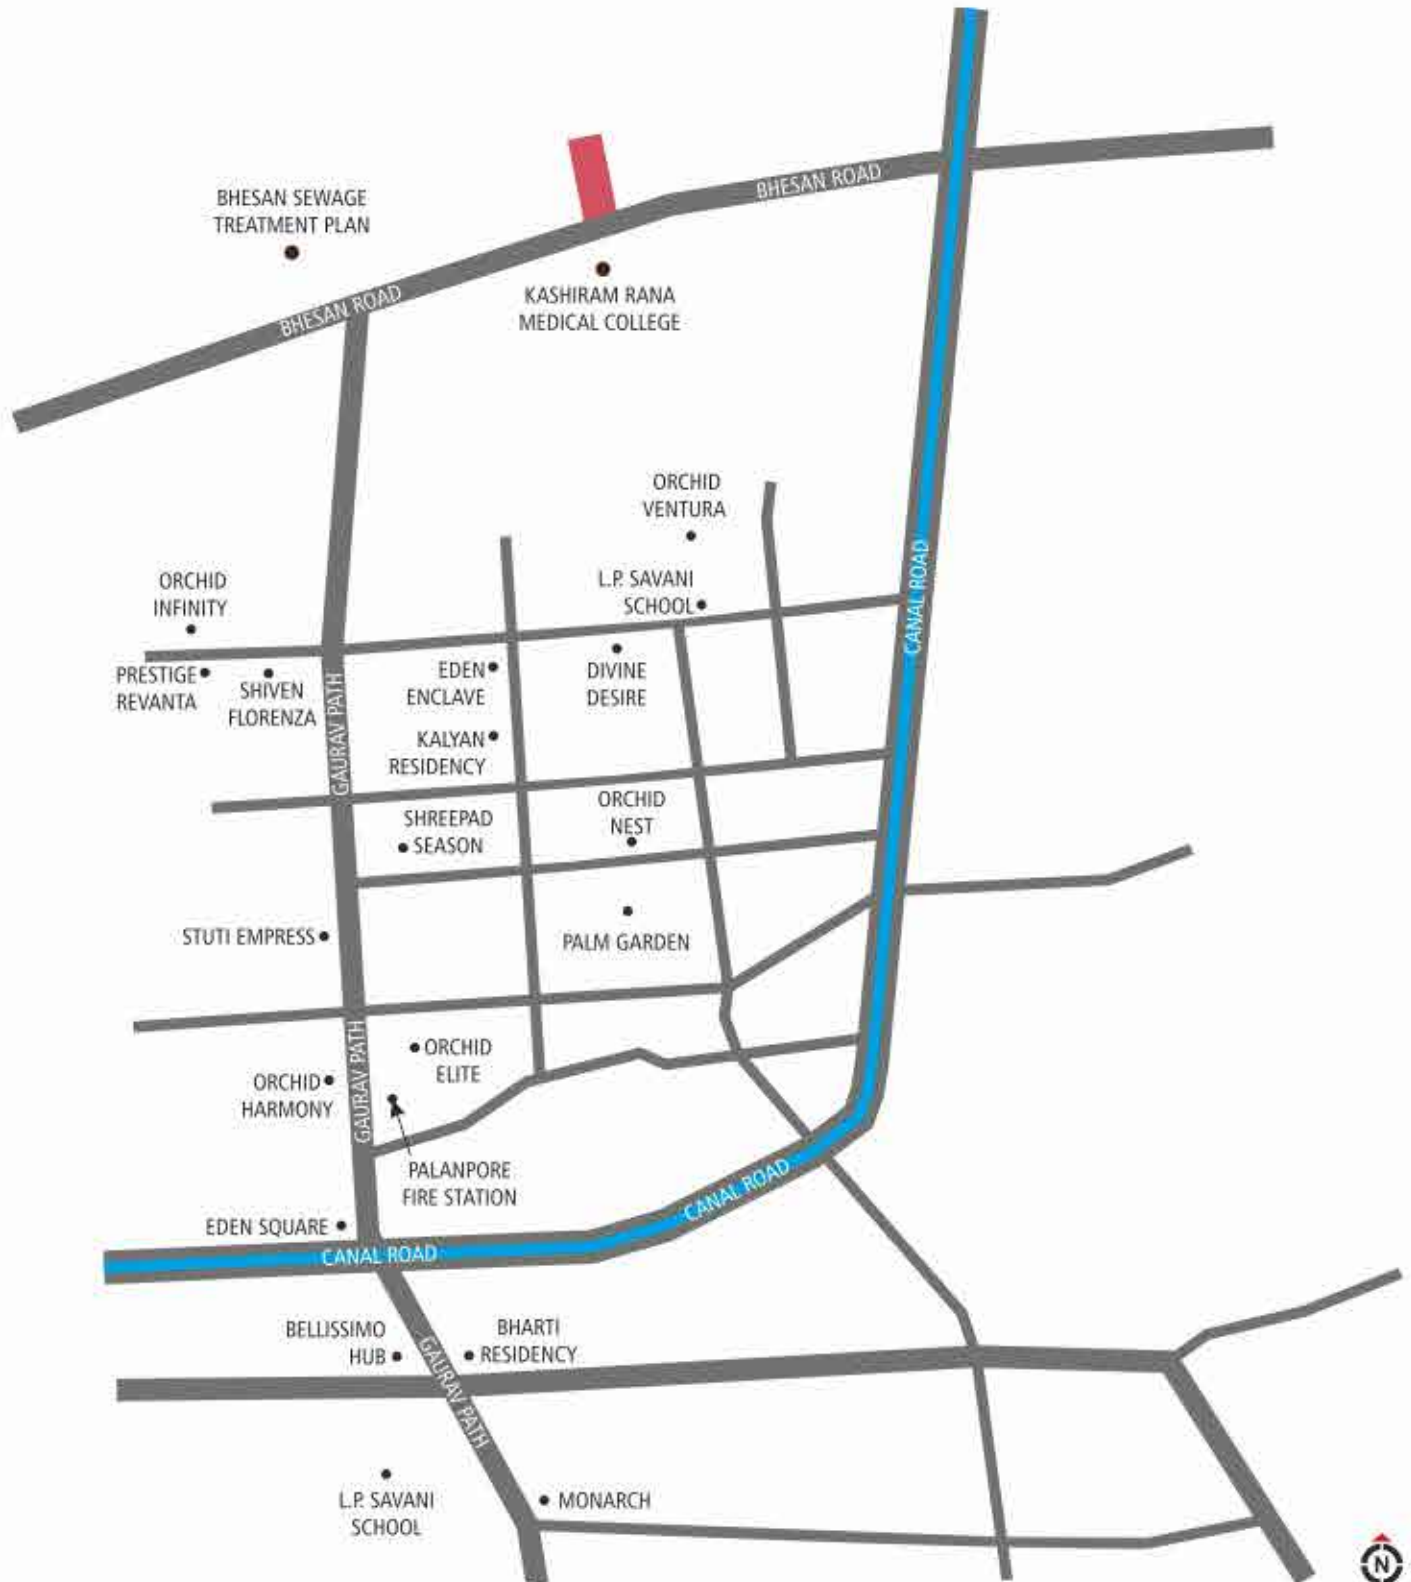 BHESAN ROAD
BHESAN SEWAGE
TREATMENT PLAN
KASHIRAM RANA
MEDICAL COLLEGE
BHESAN ROAD
ORCHID
VENTURA
CANAL ROAD
ORCHID
INFINITY
L.P. SAVANI
SCHOOL
PRESTIGE
REVANTA
SHIVEN
FLORENZA
GAURAV PATH
EDEN
ENCLAVE
DIVINE
DESIRE
KALYAN
RESIDENCY
SHREEPAD
SEASON
ORCHID
NEST
STUTI EMPRESS
PALM GARDEN
GAURAV PATH
ORCHID
ELITE
ORCHID
HARMONY
PALANPORE
FIRE STATION
CANAL ROAD
EDEN SQUARE
CANAL ROAD
BELLISSIMO
HUB
BHARTI
RESIDENCY
GAURAV PATH
L.P. SAVANI
SCHOOL
MONARCH
N